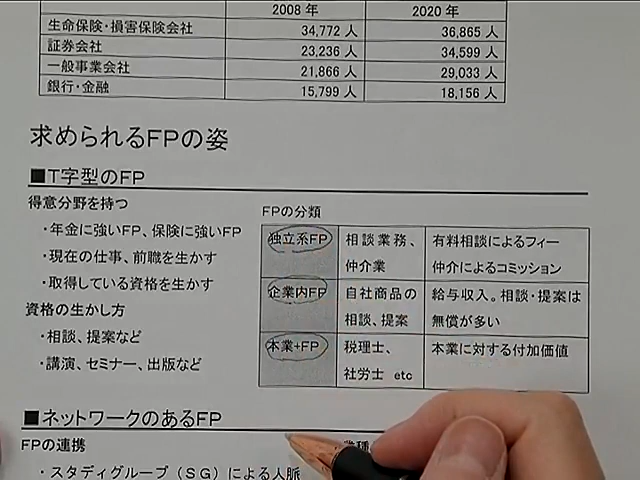 2008 年 2020 年
生命保険・損害保険会社 34,772 人 36,865 人
証券会社 23,236 人 34,599 人
一般事業会社 21,866 人 29,033 人
銀行・金融 15,799 人 18,156 人
求められるFPの姿
■T字型のFP
得意分野を持つ
・年金に強いFP、保険に強いFP
・現在の仕事、前職を生かす
・取得している資格を生かす
資格の生かし方
・相談、提案など
・講演、セミナー、出版など
FPの分類
独立系FP 相談業務、 有料相談によるフィー
仲介業 仲介によるコミッション
企業内FP 自社商品の 給与収入。相談・提案は
相談、提案 無償が多い
本業+FP 税理士、 本業に対する付加価値
社労士 etc
■ネットワークのあるFP
FPの連携
・スタディグループ（SG）による人脈